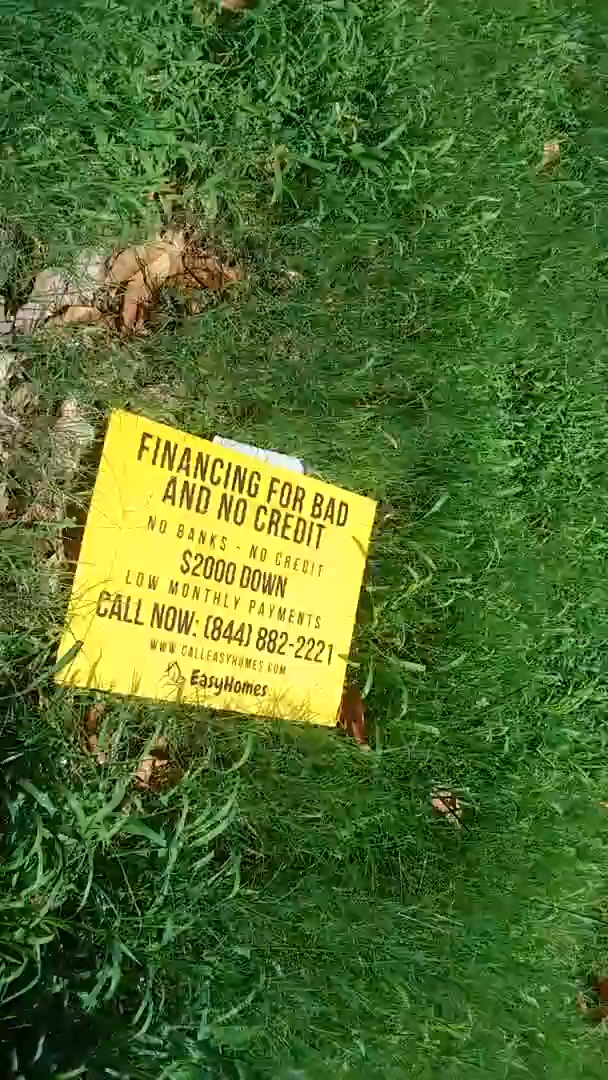 FINANCING FOR BAD
AND NO CREDIT
NO BANKS - NO CREDIT
$2000 DOWN
LOW MONTHLY PAYMENTS
CALL NOW: (844) 882-2221
WWW.CALLEASYHOMES.COM
EasyHomes